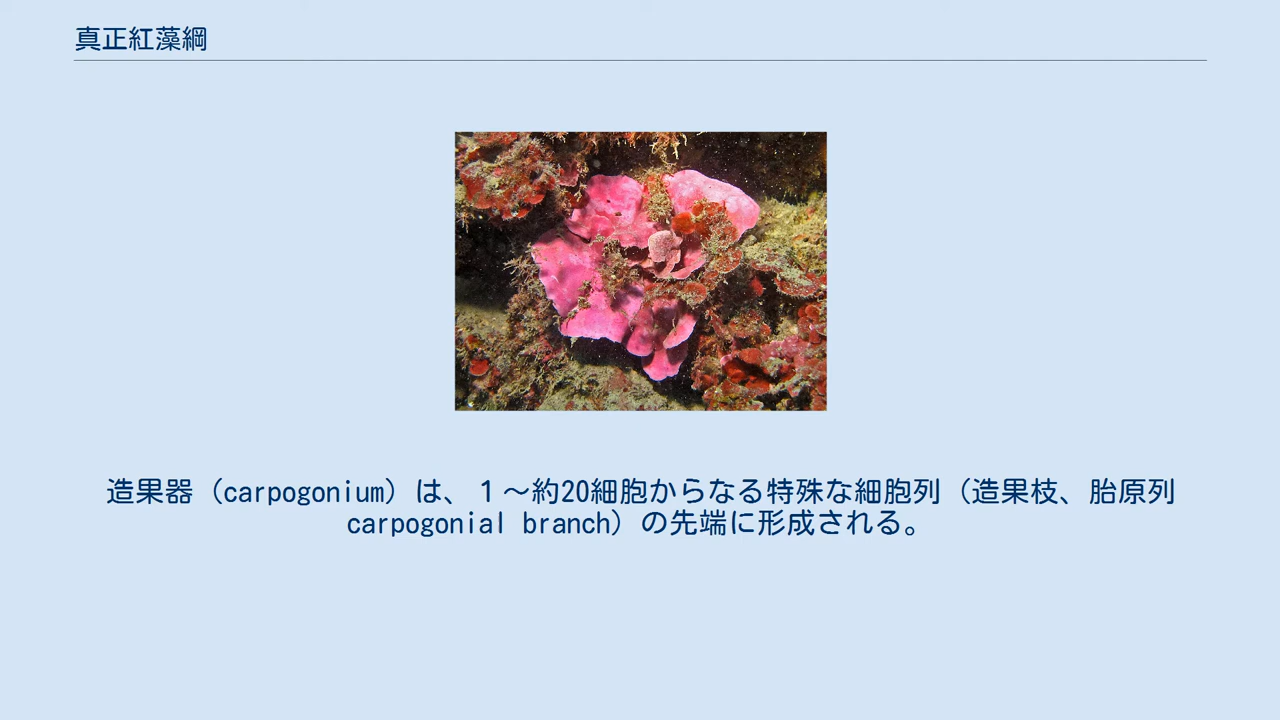 真正紅藻綱
造果器（carpogonium）は、１～約20細胞からなる特殊な細胞列（造果枝、胎原列
carpogonial branch）の先端に形成される。